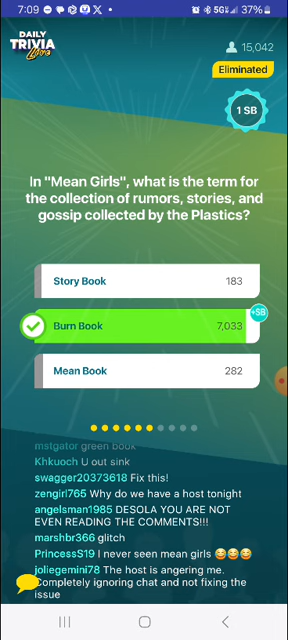 7:09
5G
37%
DAILY
TRIVIA
Live
15,042
Eliminated
1 SB
In "Mean Girls", what is the term for
the collection of rumors, stories, and
gossip collected by the Plastics?
Story Book 183
+SB
Burn Book 7,033
Mean Book 282
mstgator green book
Khkuoch U out sink
swagger20373618 Fix this!
zengirl765 Why do we have a host tonight
angelsman1985 DESOLA YOU ARE NOT
EVEN READING THE COMMENTS!!!
marshbr366 glitch
PrincessS19 I never seen mean girls 😂😂😂
joliegemini78 The host is angering me.
Completely ignoring chat and not fixing the
issue